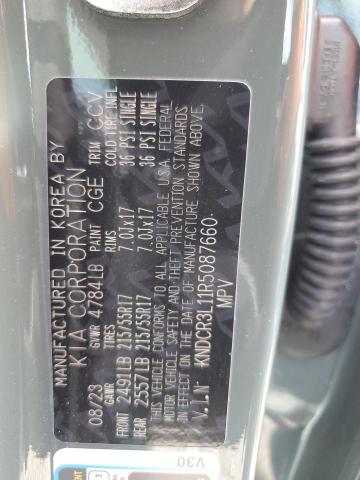 MANUFACTURED IN KOREA BY
KIA CORPORATION
08/23 GVWR 4784LB PAINT CGE TRIM CCV
GAWR TIRES RIMS COLD TIRE INFL
FRONT 2491LB 215/55R17 7.0JX17 36 PSI SINGLE
REAR 2557LB 215/55R17 7.0JX17 36 PSI SINGLE
THIS VEHICLE CONFORMS TO ALL APPLICABLE U.S.A. FEDERAL
MOTOR VEHICLE SAFETY AND THEFT PREVENTION STANDARDS
IN EFFECT ON THE DATE OF MANUFACTURE SHOWN ABOVE.
V.I.N: KNDCR3L11R5087660
MPV
V30